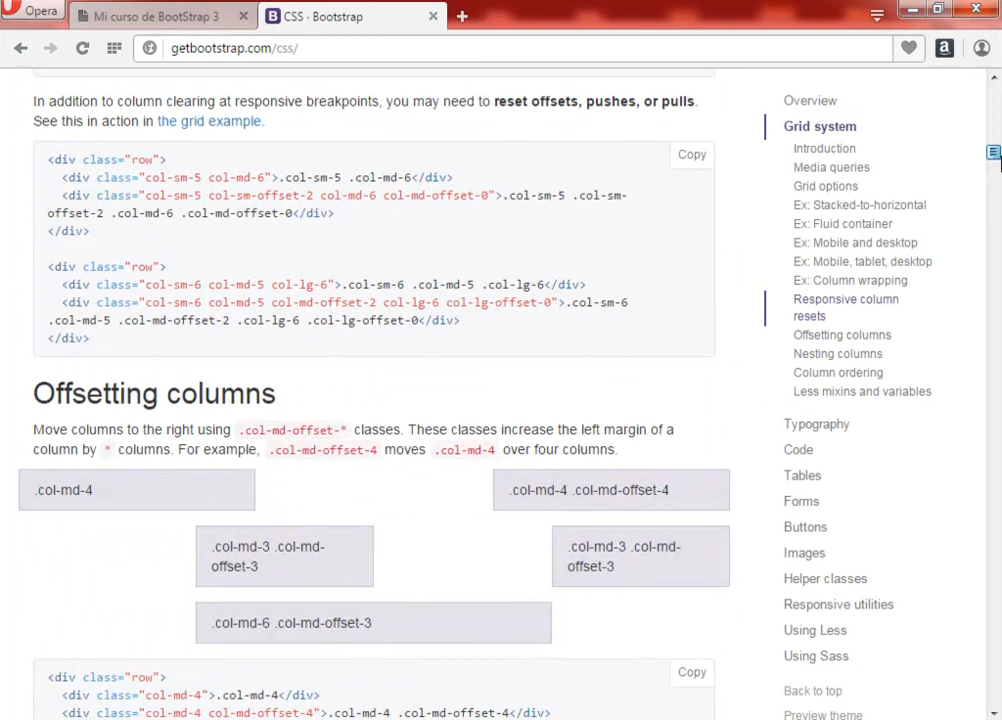 Opera
Mi curso de BootStrap 3
CSS · Bootstrap
getbootstrap.com/css/
In addition to column clearing at responsive breakpoints, you may need to reset offsets, pushes, or pulls.
See this in action in the grid example.
Copy
<div class="row">
  <div class="col-sm-5 col-md-6">.col-sm-5 .col-md-6</div>
  <div class="col-sm-5 col-sm-offset-2 col-md-6 col-md-offset-0">.col-sm-5 .col-sm-
offset-2 .col-md-6 .col-md-offset-0</div>
</div>
<div class="row">
  <div class="col-sm-6 col-md-5 col-lg-6">.col-sm-6 .col-md-5 .col-lg-6</div>
  <div class="col-sm-6 col-md-5 col-md-offset-2 col-lg-6 col-lg-offset-0">.col-sm-6
.col-md-5 .col-md-offset-2 .col-lg-6 .col-lg-offset-0</div>
</div>
Offsetting columns
Move columns to the right using .col-md-offset-* classes. These classes increase the left margin of a
column by * columns. For example, .col-md-offset-4 moves .col-md-4 over four columns.
.col-md-4
.col-md-4 .col-md-offset-4
.col-md-3 .col-md-
offset-3
.col-md-3 .col-md-
offset-3
.col-md-6 .col-md-offset-3
Copy
<div class="row">
  <div class="col-md-4">.col-md-4</div>
  <div class="col-md-4 col-md-offset-4">.col-md-4 .col-md-offset-4</div>
Overview
Grid system
Introduction
Media queries
Grid options
Ex: Stacked-to-horizontal
Ex: Fluid container
Ex: Mobile and desktop
Ex: Mobile, tablet, desktop
Ex: Column wrapping
Responsive column
resets
Offsetting columns
Nesting columns
Column ordering
Less mixins and variables
Typography
Code
Tables
Forms
Buttons
Images
Helper classes
Responsive utilities
Using Less
Using Sass
Back to top
Preview theme